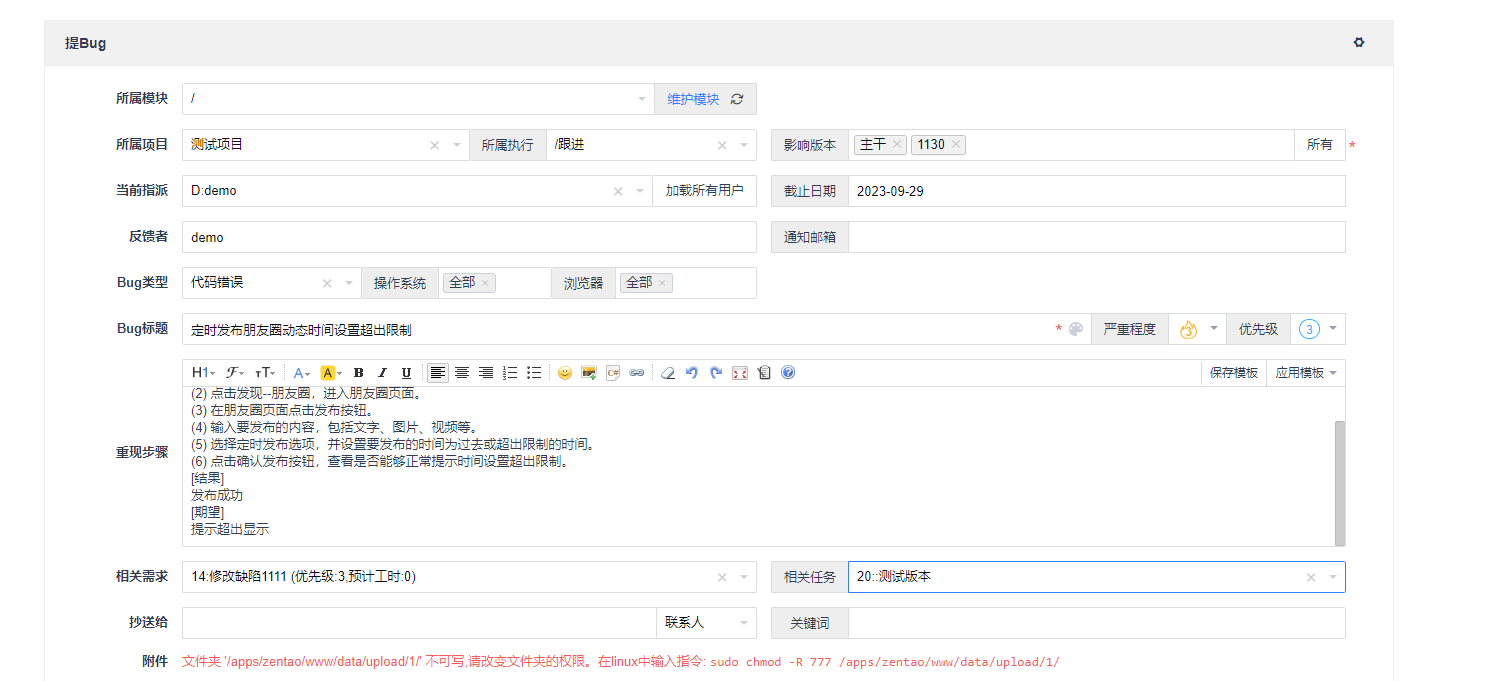 提Bug
所属模块 / 维护模块
所属项目 测试项目 所属执行 /跟进 影响版本 主干 1130 所有 *
当前指派 D:demo 加载所有用户 截止日期 2023-09-29
反馈者 demo 通知邮箱
Bug类型 代码错误 操作系统 全部 浏览器 全部
Bug标题 定时发布朋友圈动态时间设置超出限制 * 严重程度 3 优先级 3
H1 F TT A A B I U C# 保存模板 应用模板
(2) 点击发现--朋友圈，进入朋友圈页面。
(3) 在朋友圈页面点击发布按钮。
(4) 输入要发布的内容，包括文字、图片、视频等。
(5) 选择定时发布选项，并设置要发布的时间为过去或超出限制的时间。
重现步骤
(6) 点击确认发布按钮，查看是否能够正常提示时间设置超出限制。
[结果]
发布成功
[期望]
提示超出显示
相关需求 14:修改缺陷1111 (优先级:3,预计工时:0) 相关任务 20::测试版本
抄送给 联系人 关键词
附件 文件夹 '/apps/zentao/www/data/upload/1/' 不可写,请改变文件夹的权限。在linux中输入指令: sudo chmod -R 777 /apps/zentao/www/data/upload/1/